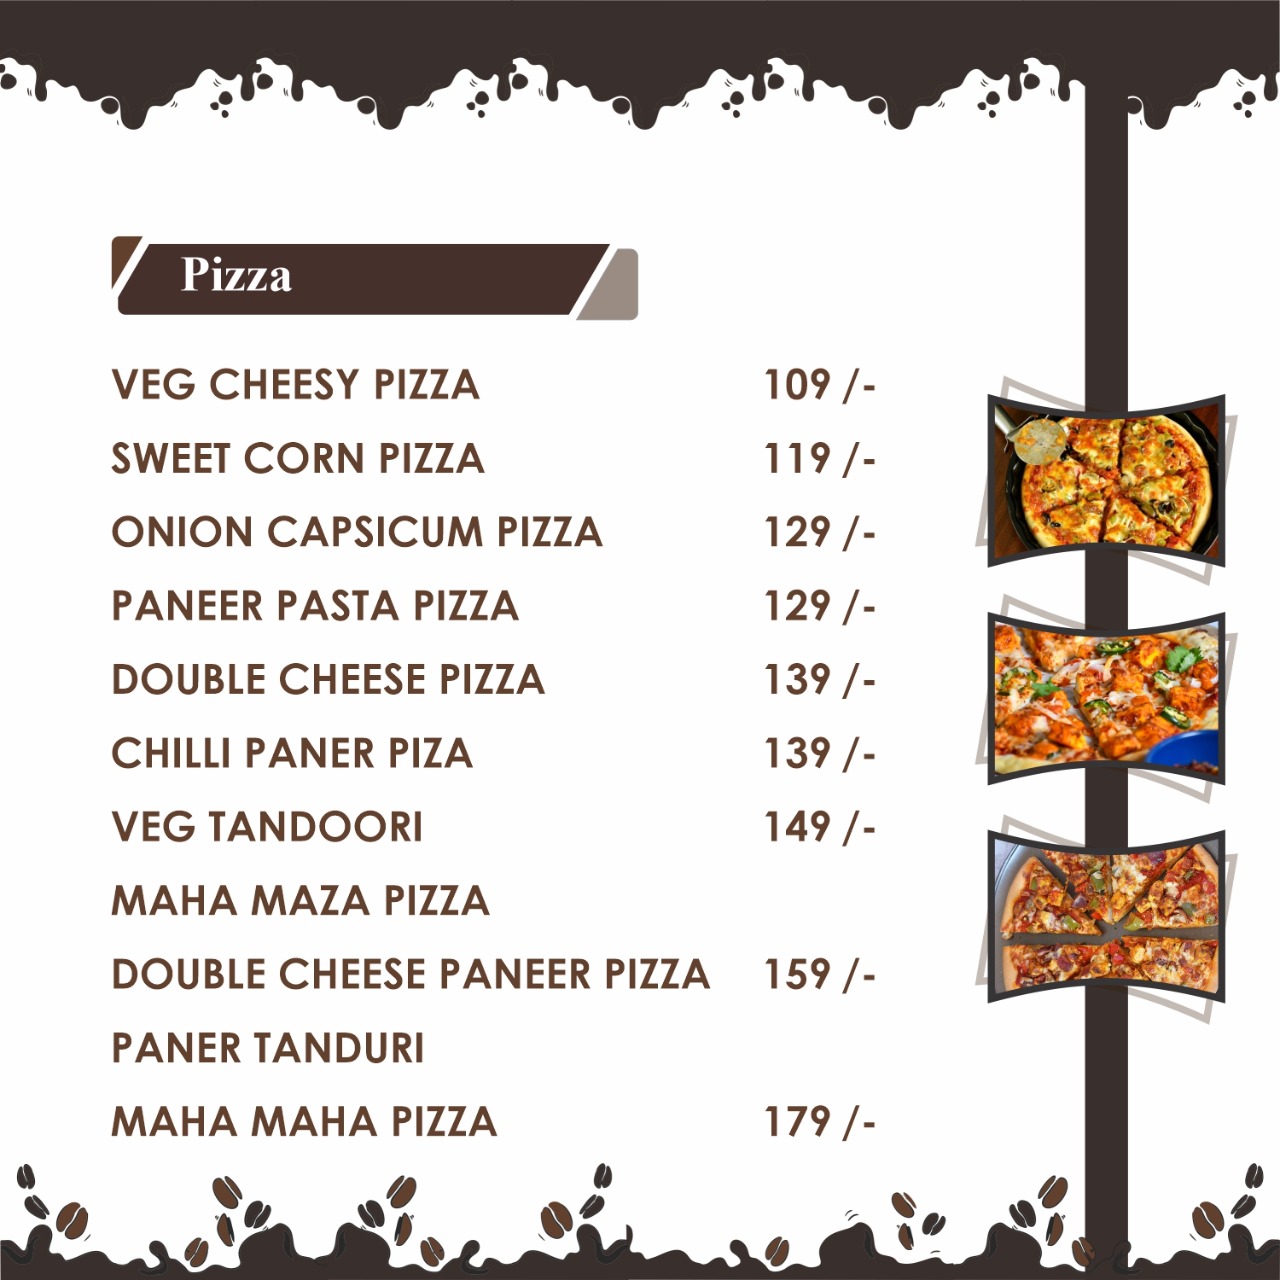 Pizza
VEG CHEESY PIZZA 109 /-
SWEET CORN PIZZA 119 /-
ONION CAPSICUM PIZZA 129 /-
PANEER PASTA PIZZA 129 /-
DOUBLE CHEESE PIZZA 139 /-
CHILLI PANER PIZA 139 /-
VEG TANDOORI 149 /-
MAHA MAZA PIZZA
DOUBLE CHEESE PANEER PIZZA 159 /-
PANER TANDURI
MAHA MAHA PIZZA 179 /-